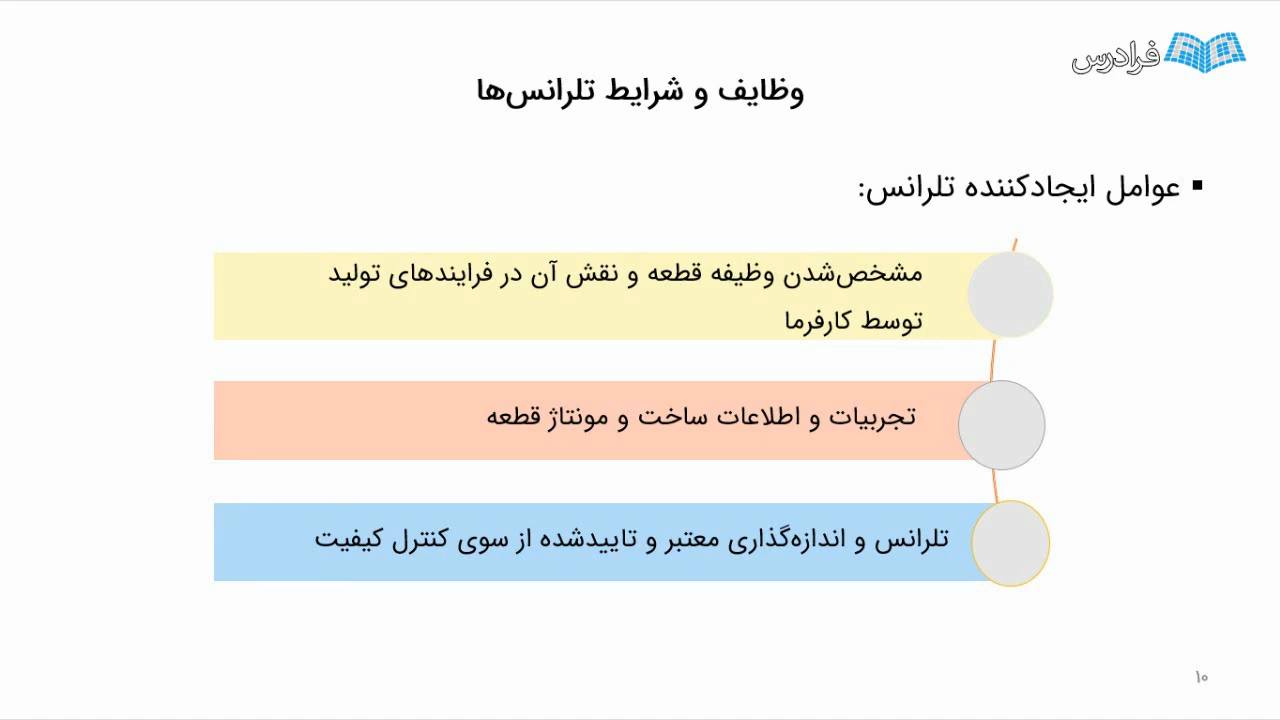 فرادرس
وظایف و شرایط تلرانس‌ها
▪ عوامل ایجادکننده تلرانس:
مشخص‌شدن وظیفه قطعه و نقش آن در فرایندهای تولید
توسط کارفرما
تجربیات و اطلاعات ساخت و مونتاژ قطعه
تلرانس و اندازه‌گذاری معتبر و تاییدشده از سوی کنترل کیفیت
۱۰